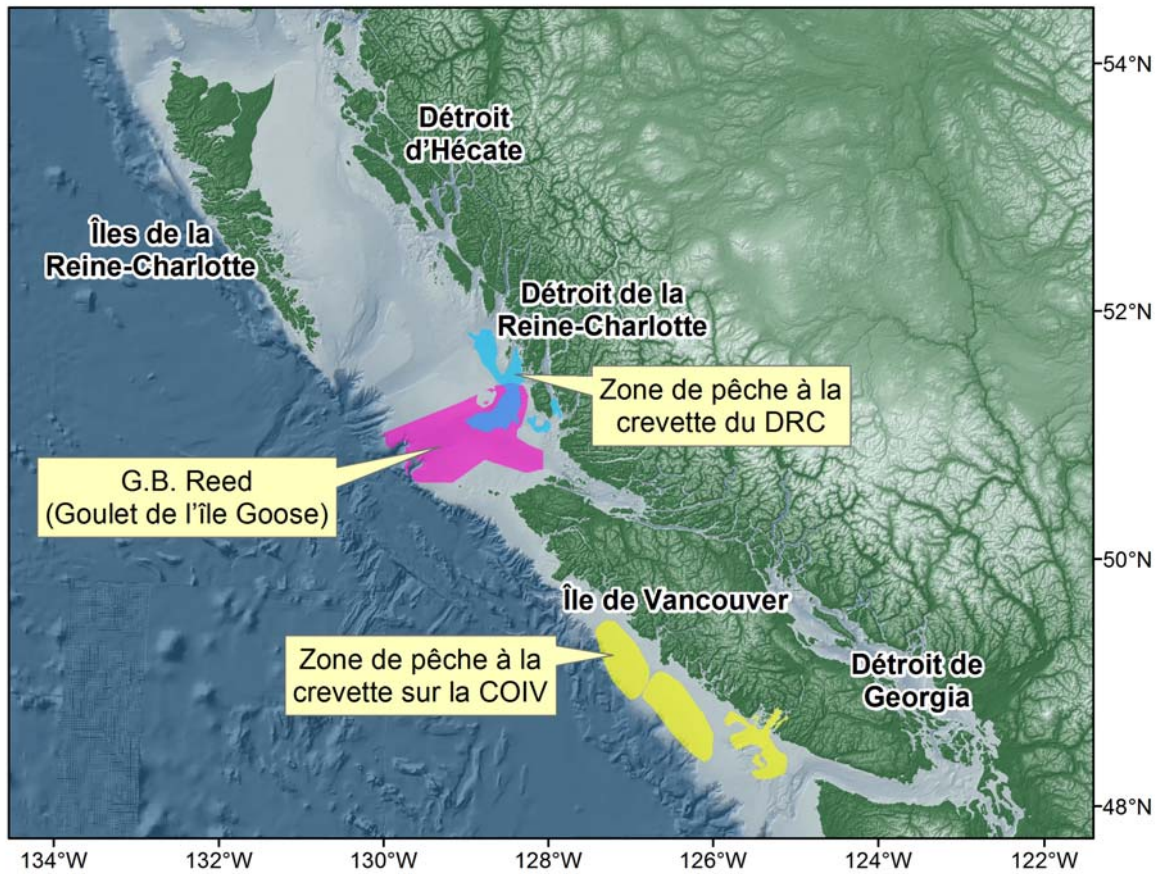 54°N
Détroit
d'Hécate
Îles de la
Reine-Charlotte
Détroit de la
Reine-Charlotte
52°N
Zone de pêche à la
crevette du DRC
G.B. Reed
(Goulet de l'île Goose)
50°N
Île de Vancouver
Zone de pêche à la
crevette sur la COIV
Détroit de
Georgia
48°N
134°W
132°W
130°W
128°W
126°W
124°W
122°W